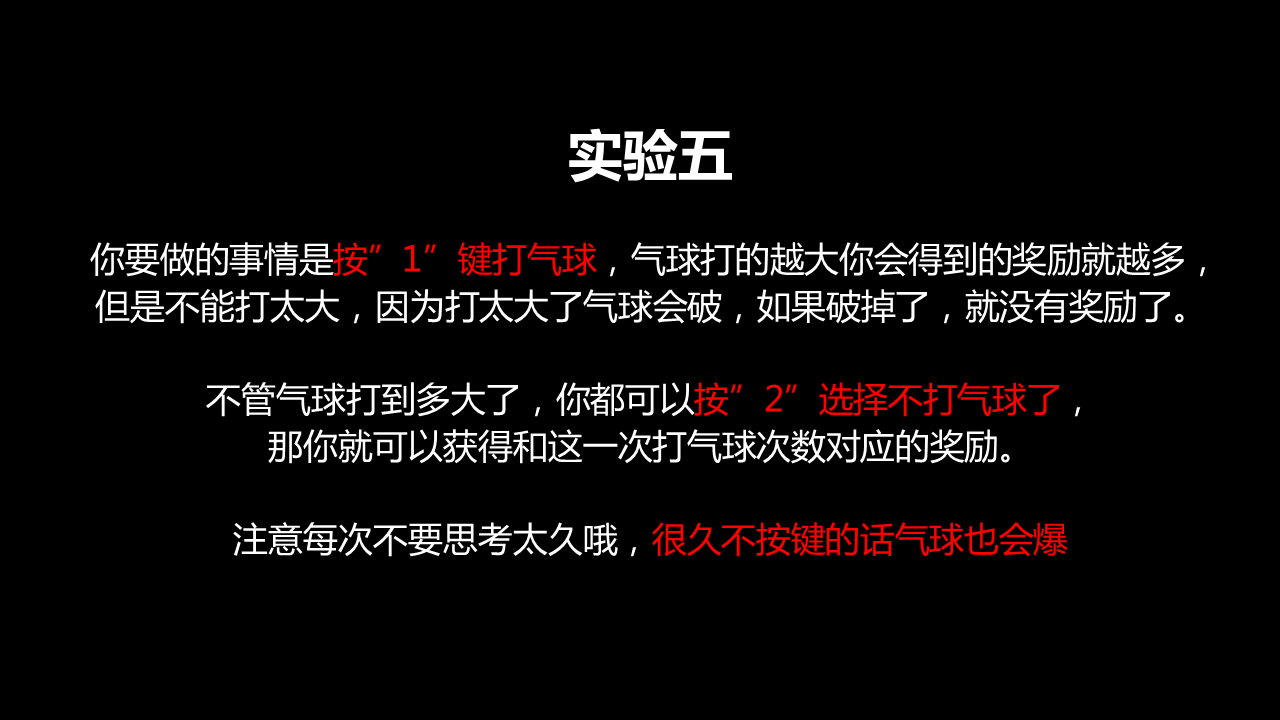 实验五
你要做的事情是按”1”键打气球，气球打的越大你会得到的奖励就越多，
但是不能打太大，因为打太大了气球会破，如果破掉了，就没有奖励了。
不管气球打到多大了，你都可以按”2”选择不打气球了，
那你就可以获得和这一次打气球次数对应的奖励。
注意每次不要思考太久哦，很久不按键的话气球也会爆